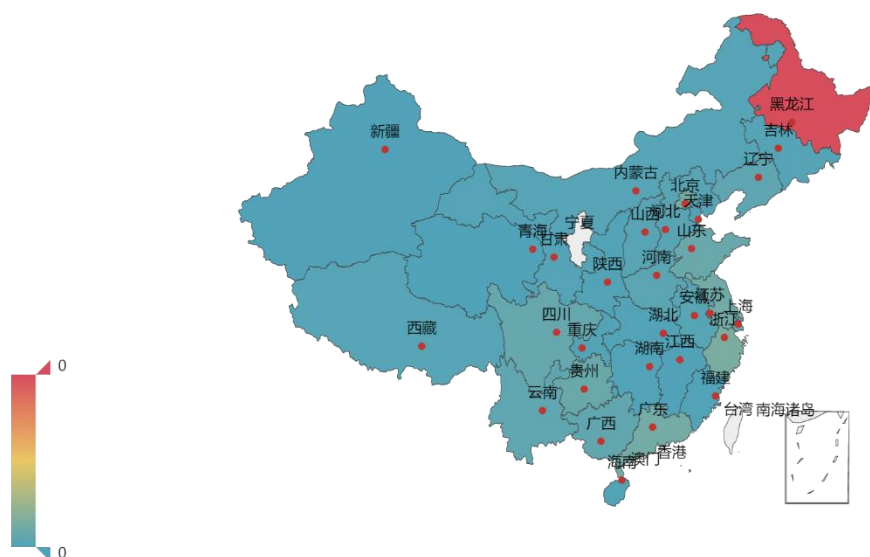 黑龙江
吉林
新疆
辽宁
内蒙古
北京
天津
宁夏
山西
河北
青海
甘肃
山东
陕西
河南
安徽
江苏
上海
四川
重庆
湖北
浙江
西藏
湖南
江西
贵州
福建
云南
台湾
南海诸岛
广西
广东
香港
海南
澳门
0
0